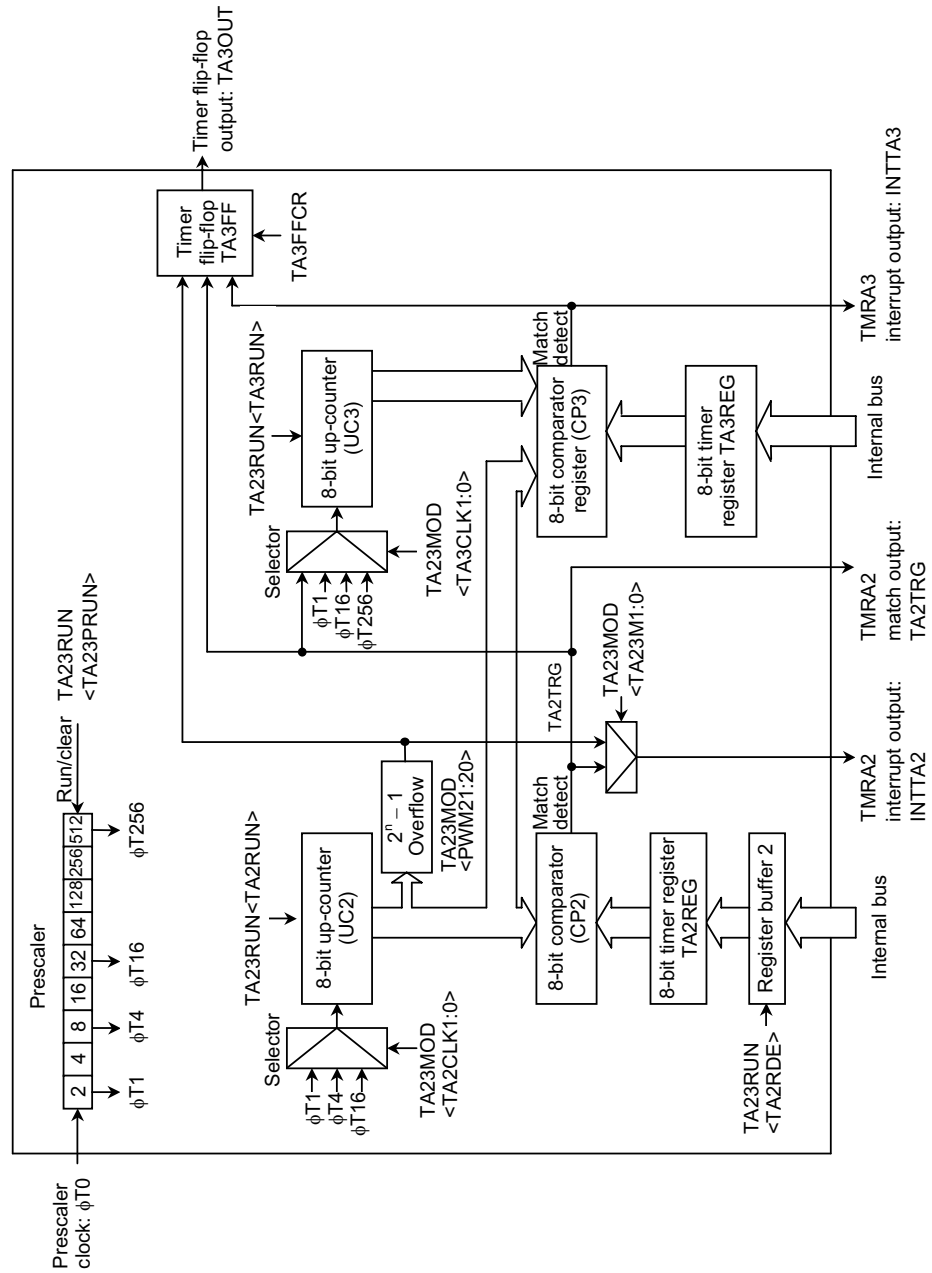 Prescaler
clock: ϕT0
Prescaler
2 4 8 16 32 64 128 256 512
Run/clear
TA23RUN
<TA23PRUN>
ϕT1
ϕT4
ϕT16
ϕT256
Timer flip-flop
output: TA3OUT
Timer
flip-flop
TA3FF
TA3FFCR
TA23RUN<TA2RUN>
Selector
ϕT1
ϕT4
ϕT16
8-bit up-counter
(UC2)
TA23MOD
<TA2CLK1:0>
2ⁿ − 1
Overflow
TA23MOD
<PWM21:20>
TA23RUN<TA3RUN>
Selector
ϕT1
ϕT16
ϕT256
8-bit up-counter
(UC3)
TA23MOD
<TA3CLK1:0>
8-bit comparator
(CP2)
Match
detect
TA2TRG
TA23MOD
<TA23M1:0>
8-bit comparator
register (CP3)
Match
detect
8-bit timer register
TA2REG
8-bit timer
register TA3REG
Register buffer 2
TA23RUN
<TA2RDE>
Internal bus
TMRA2
interrupt output:
INTTA2
TMRA2
match output:
TA2TRG
Internal bus
TMRA3
interrupt output: INTTA3